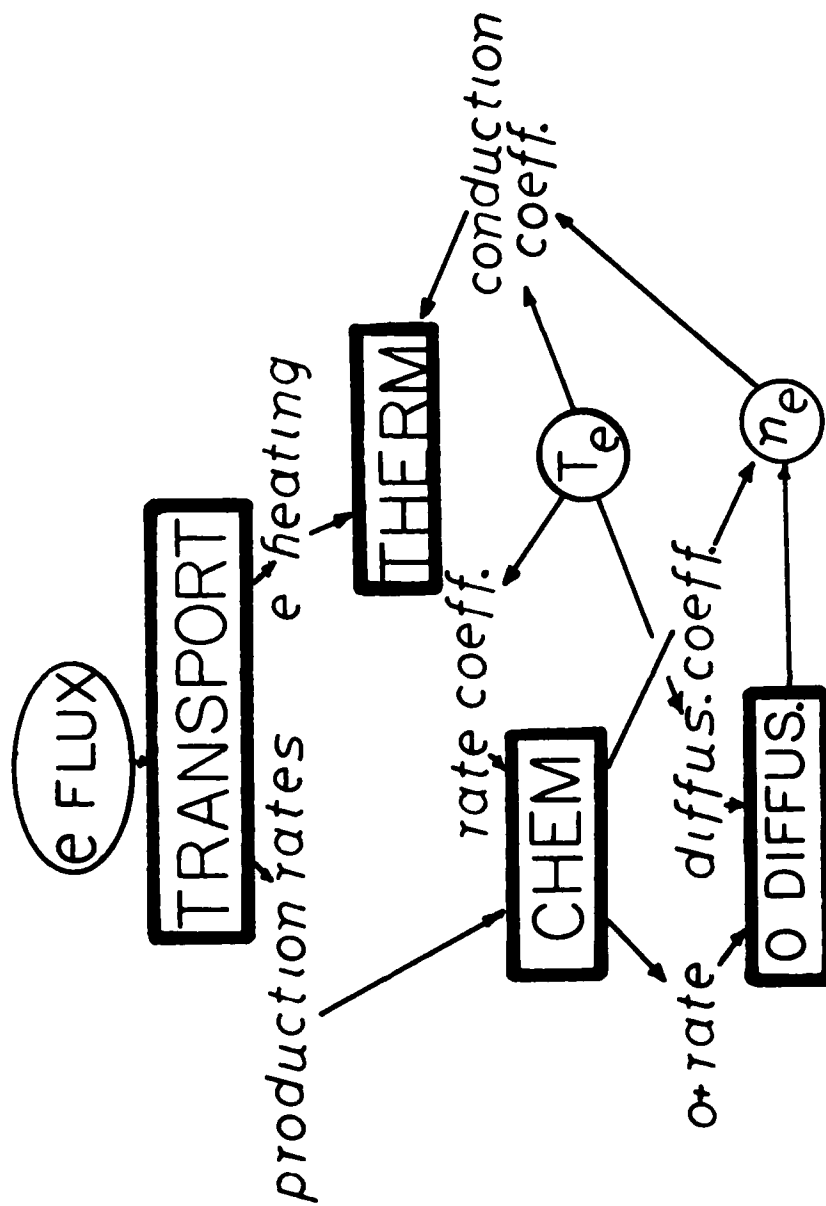 e FLUX
TRANSPORT
production rates
e heating
THERM
conduction
coeff.
rate coeff.
CHEM
Te
o+ rate
diffus. coeff.
ne
O DIFFUS.